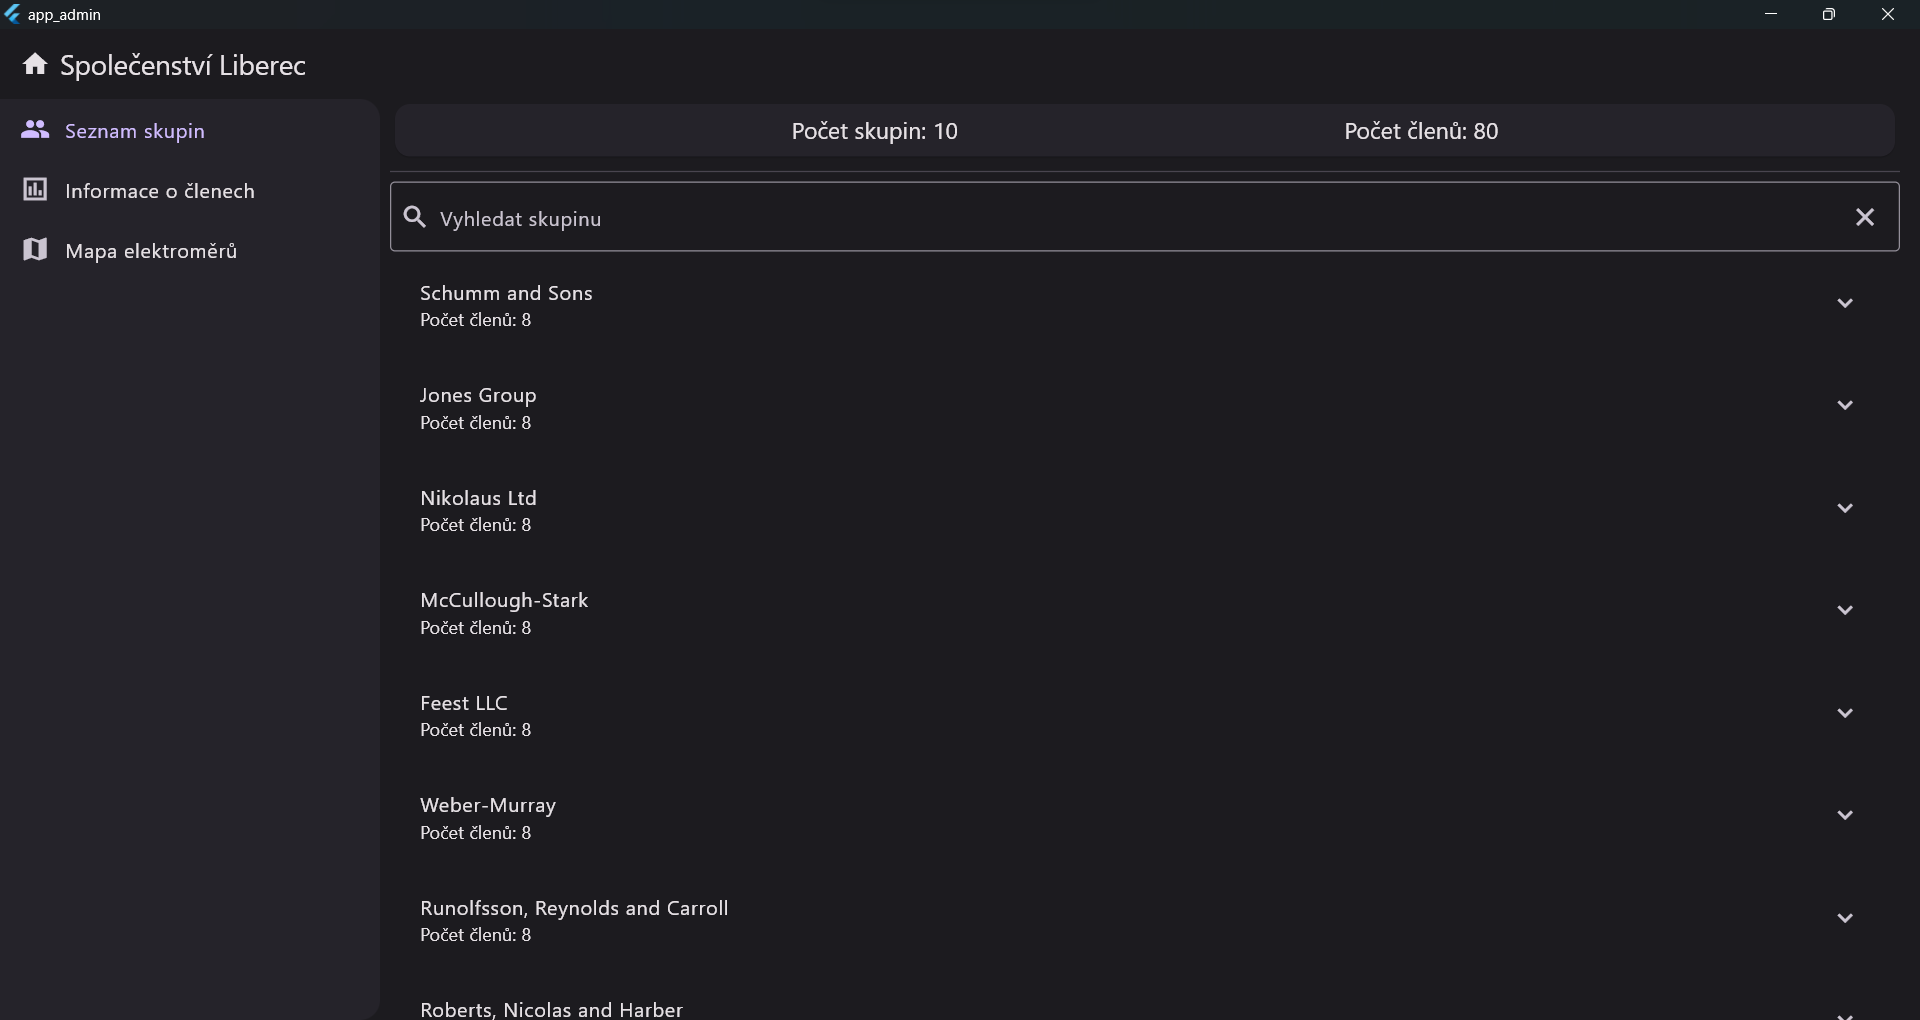 app_admin
Společenství Liberec
Seznam skupin
Informace o členech
Mapa elektroměrů
Počet skupin: 10
Počet členů: 80
Vyhledat skupinu
Schumm and Sons
Počet členů: 8
Jones Group
Počet členů: 8
Nikolaus Ltd
Počet členů: 8
McCullough-Stark
Počet členů: 8
Feest LLC
Počet členů: 8
Weber-Murray
Počet členů: 8
Runolfsson, Reynolds and Carroll
Počet členů: 8
Roberts, Nicolas and Harber